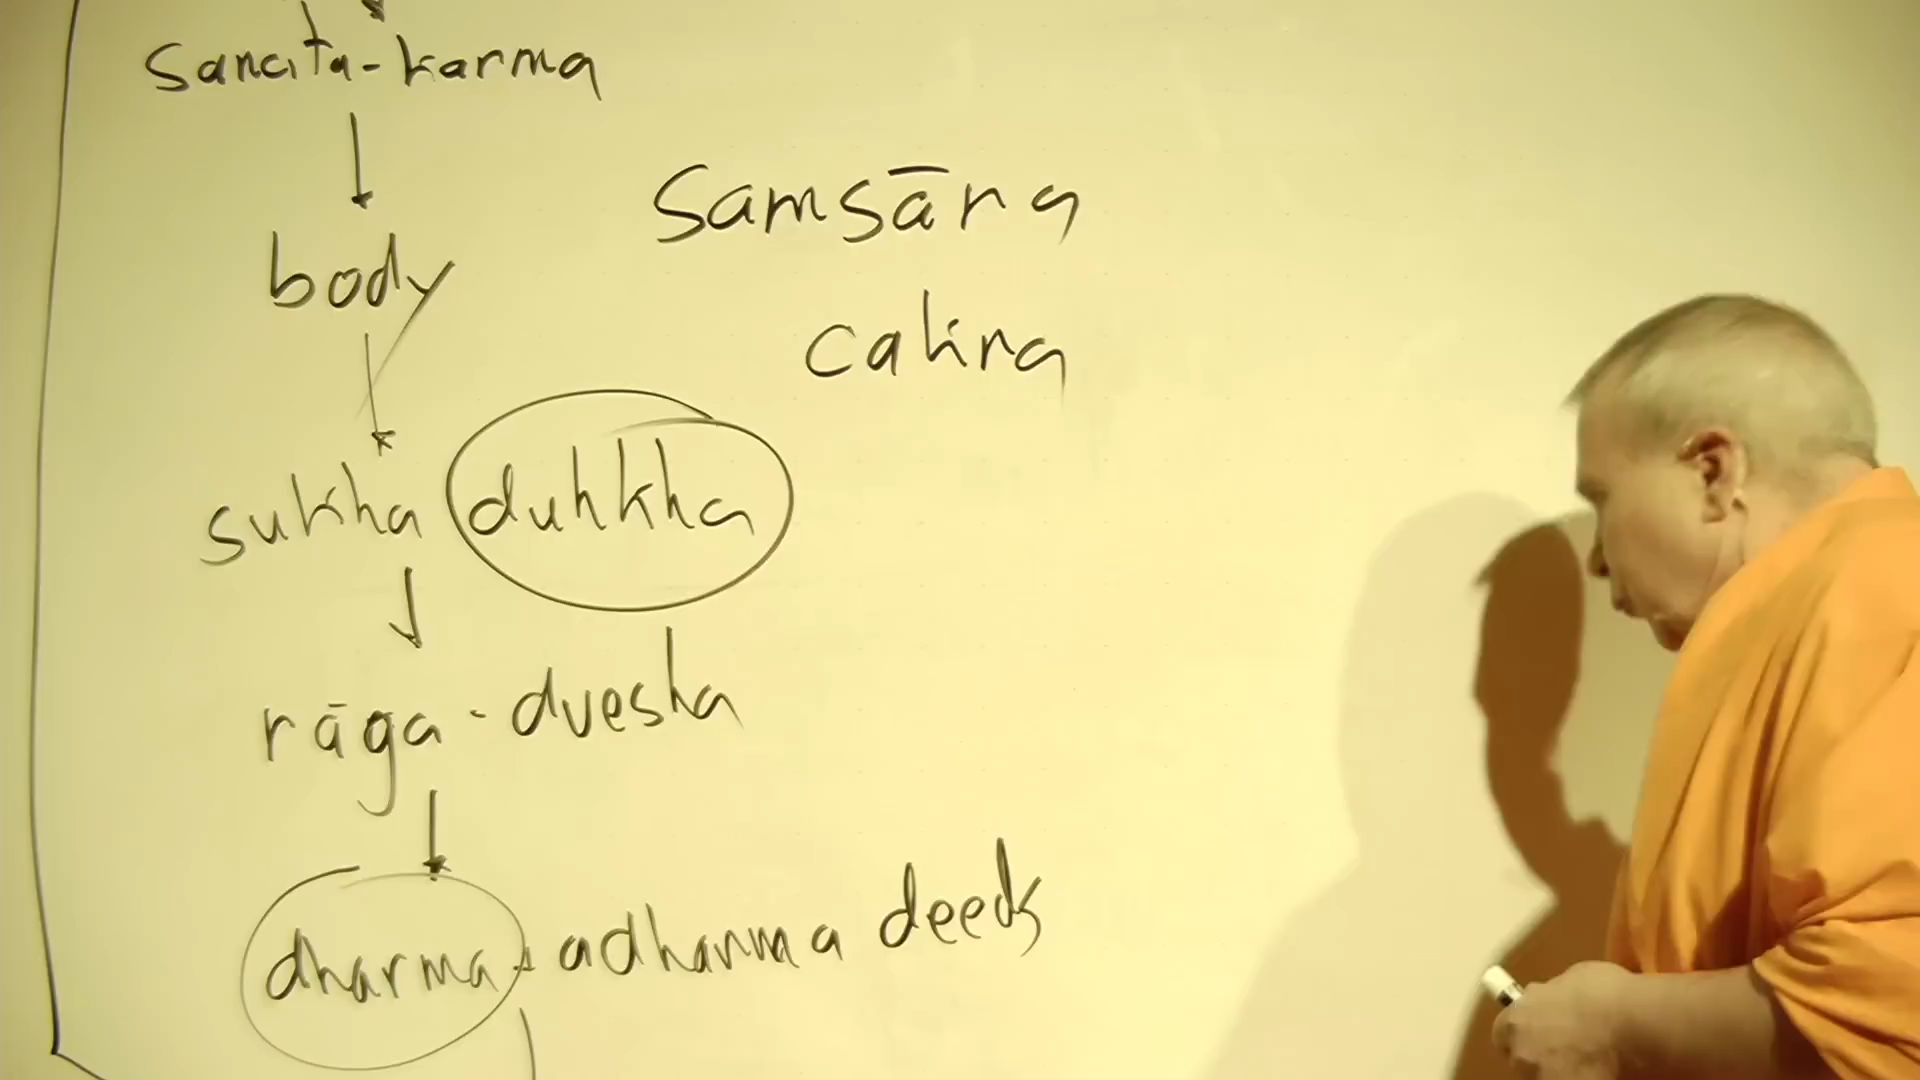 sancita-karma
body
samsāra
cakra
sukha duhkha
rāga-dvesha
dharma-adharma deeds